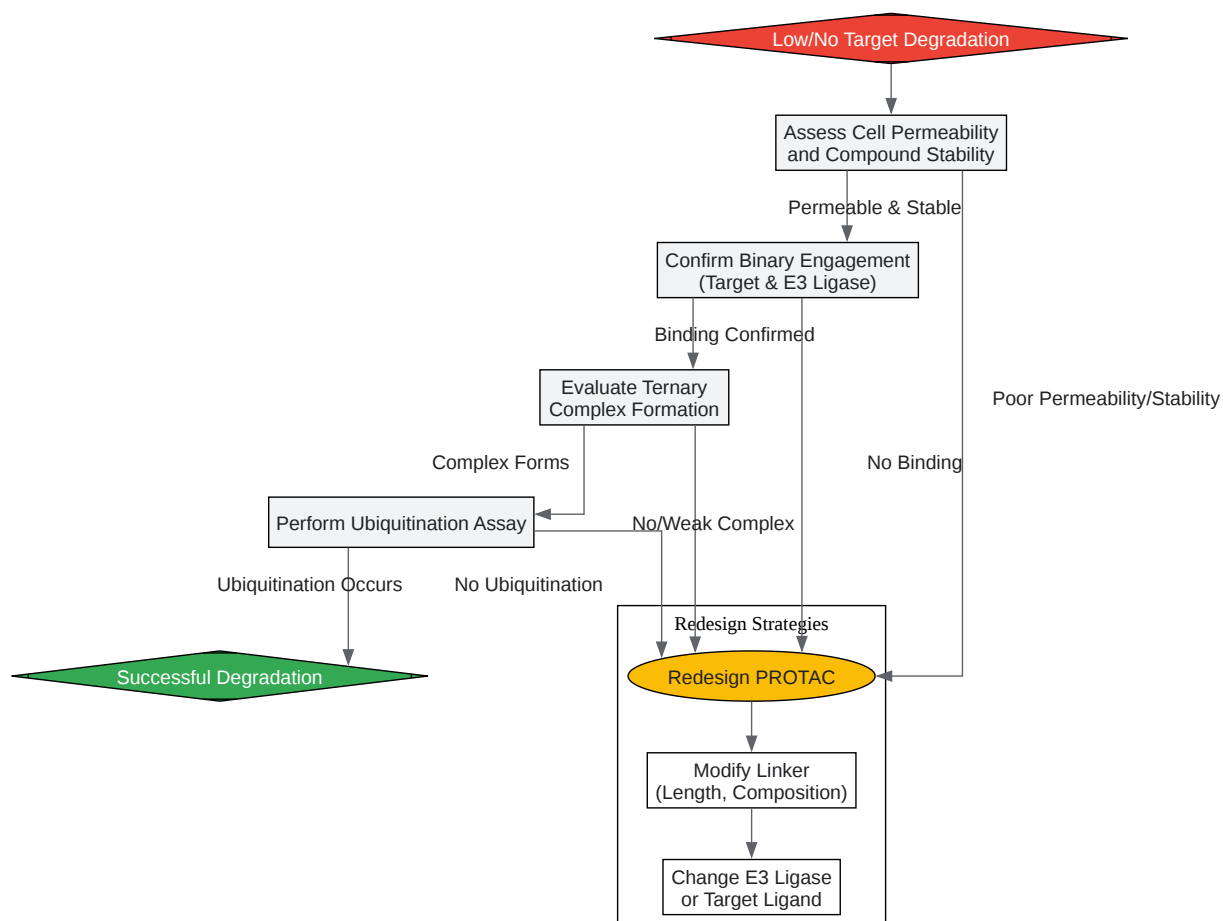 Low/No Target Degradation
Assess Cell Permeability
and Compound Stability
Permeable & Stable
Confirm Binary Engagement
(Target & E3 Ligase)
Binding Confirmed
Evaluate Ternary
Complex Formation
Poor Permeability/Stability
Complex Forms
No Binding
Perform Ubiquitination Assay
No/Weak Complex
Ubiquitination Occurs
No Ubiquitination
Redesign Strategies
Successful Degradation
Redesign PROTAC
Modify Linker
(Length, Composition)
Change E3 Ligase
or Target Ligand